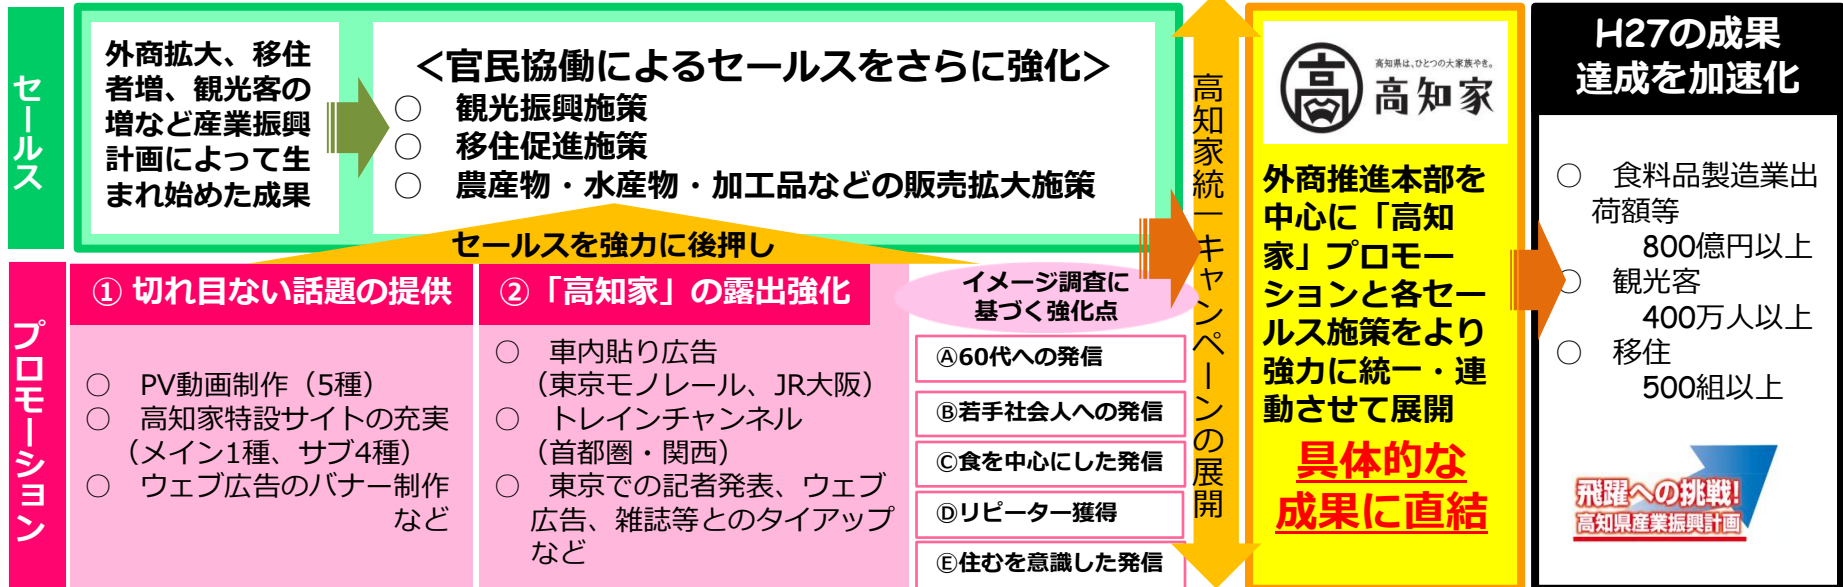 セールス
外商拡大、移住
者増、観光客の
増など産業振興
計画によって生
まれ始めた成果
＜官民協働によるセールスをさらに強化＞
○　観光振興施策
○　移住促進施策
○　農産物・水産物・加工品などの販売拡大施策
セールスを強力に後押し
プロモーション
① 切れ目ない話題の提供
○　PV動画制作（5種）
○　高知家特設サイトの充実
（メイン1種、サブ4種）
○　ウェブ広告のバナー制作
など
②「高知家」の露出強化
○　車内貼り広告
（東京モノレール、JR大阪）
○　トレインチャンネル
（首都圏・関西）
○　東京での記者発表、ウェブ
広告、雑誌等とのタイアップ
など
イメージ調査に
基づく強化点
Ⓐ60代への発信
Ⓑ若手社会人への発信
Ⓒ食を中心にした発信
Ⓓリピーター獲得
Ⓔ住むを意識した発信
高知家統一キャンペーンの展開
高知県は、ひとつの大家族やき。
高知家
外商推進本部を
中心に「高知
家」プロモー
ションと各セー
ルス施策をより
強力に統一・連
動させて展開
具体的な
成果に直結
H27の成果
達成を加速化
○　食料品製造業出
荷額等
800億円以上
○　観光客
400万人以上
○　移住
500組以上
飛躍への挑戦!
高知県産業振興計画